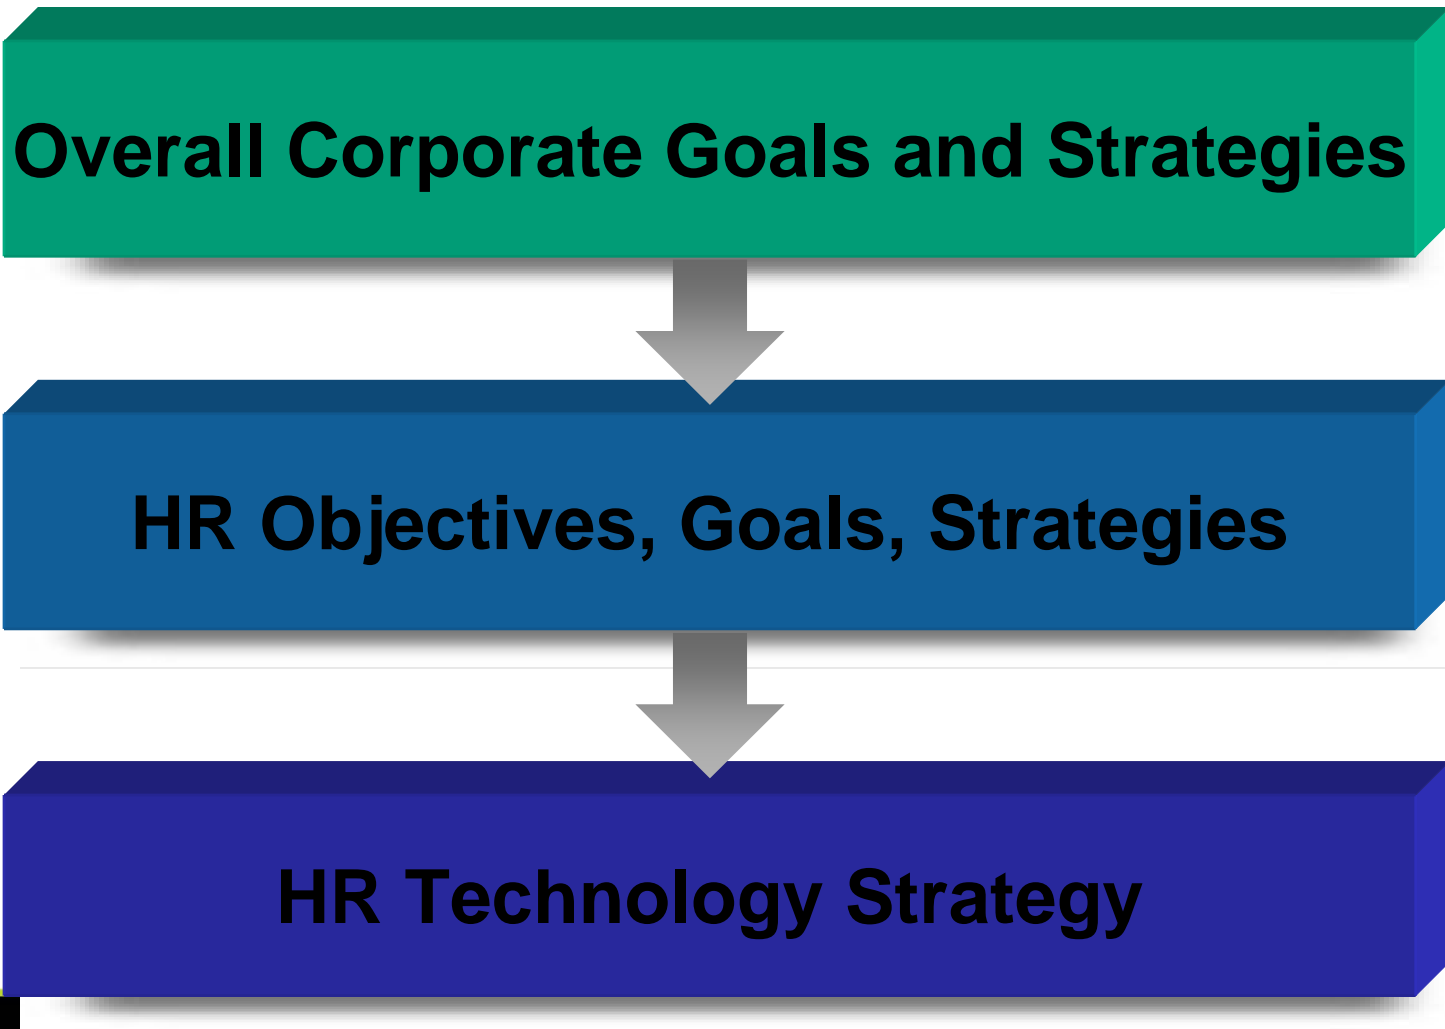 Overall Corporate Goals and Strategies
HR Objectives, Goals, Strategies
HR Technology Strategy